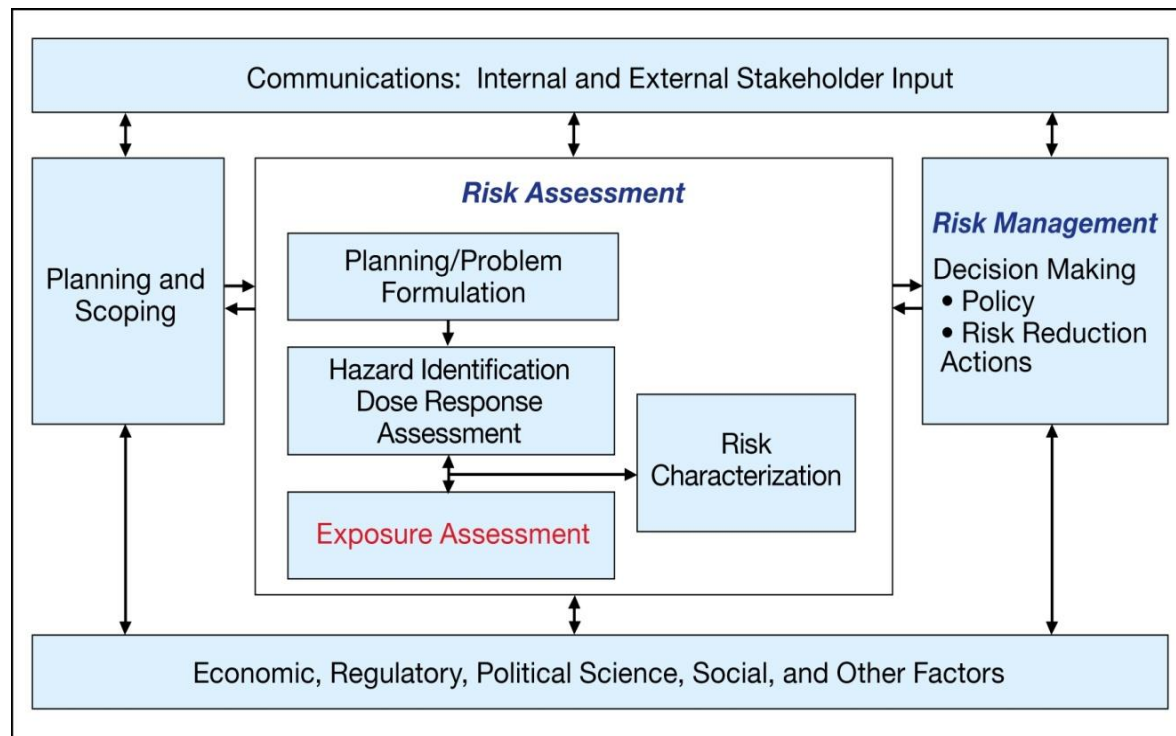 Communications: Internal and External Stakeholder Input
Planning and
Scoping
Risk Assessment
Planning/Problem
Formulation
Hazard Identification
Dose Response
Assessment
Exposure Assessment
Risk
Characterization
Risk Management
Decision Making
• Policy
• Risk Reduction
Actions
Economic, Regulatory, Political Science, Social, and Other Factors